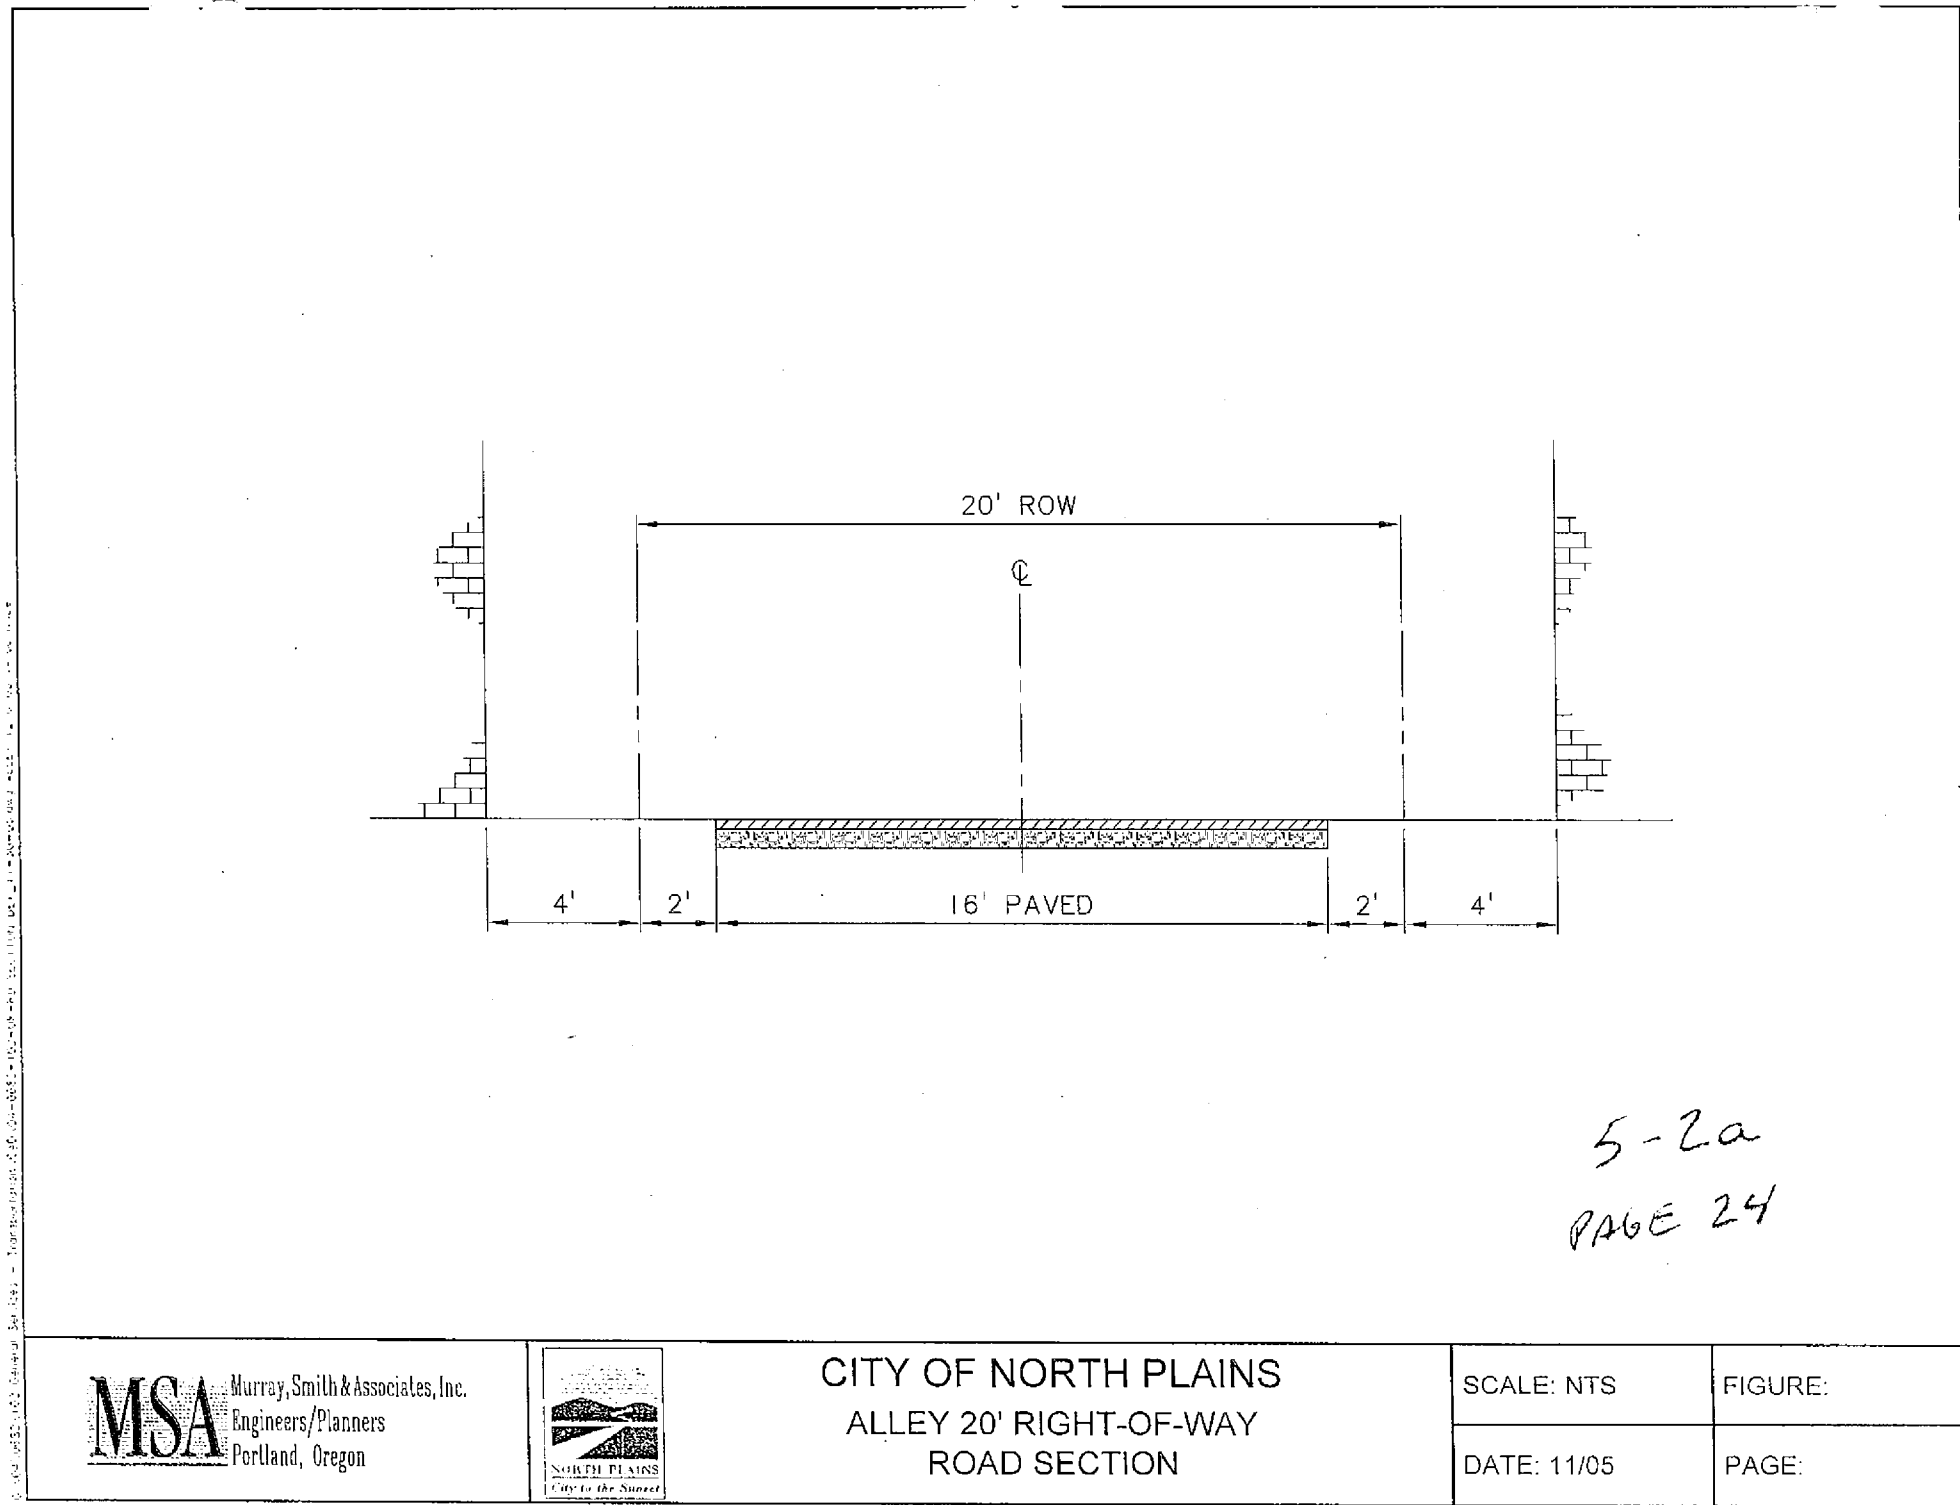 20' ROW
℄
4' 2' 16' PAVED 2' 4'
5-2a
PAGE 24
MSA
Murray, Smith & Associates, Inc.
Engineers/Planners
Portland, Oregon
NORTH PLAINS
City to the Sunset
CITY OF NORTH PLAINS
ALLEY 20' RIGHT-OF-WAY
ROAD SECTION
SCALE: NTS
FIGURE:
DATE: 11/05
PAGE: